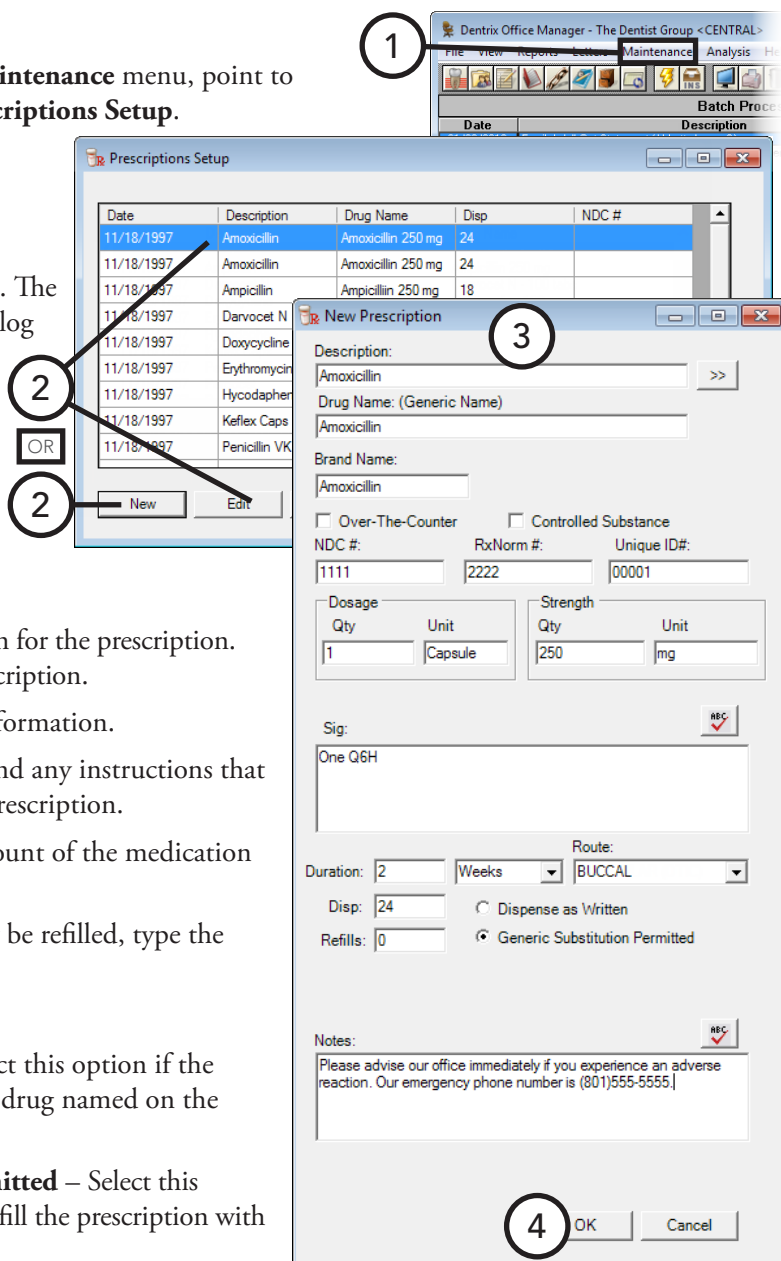 Dentrix Office Manager - The Dentist Group <CENTRAL>
1
File View Reports Letters Maintenance Analysis
intenance menu, point to
criptions Setup.
Batch
Date Description
Prescriptions Setup
Date Description Drug Name Disp NDC #
11/18/1997 Amoxicillin Amoxicillin 250 mg 24
11/18/1997 Amoxicillin Amoxicillin 250 mg 24
11/18/1997 Ampicillin Ampicilliin 250 mg 18
11/18/1997 Darvocet N
11/18/1997 Doxycycline
11/18/1997 Erythromycin
11/18/1997 Hycodaphen
11/18/1997 Keflex Caps
11/18/1997 Penicillin VK
. The
log
2
OR
2
New Edit
New Prescription
3
Description:
Amoxicillin >>
Drug Name: (Generic Name)
Amoxicillin
Brand Name:
Amoxicillin
Over-The-Counter Controlled Substance
NDC #: RxNorm #: Unique ID#:
1111 2222 00001
Dosage Strength
Qty Unit Qty Unit
1 Capsule 250 mg
Sig: ABC
One Q6H
Route:
Duration: 2 Weeks BUCCAL
Disp: 24 Dispense as Written
Refills: 0 Generic Substitution Permitted
Notes: ABC
Please advise our office immediately if you experience an adverse
reaction. Our emergency phone number is (801)555-5555.
4
OK Cancel
n for the prescription.
cription.
formation.
nd any instructions that
rescription.
ount of the medication
be refilled, type the
ct this option if the
drug named on the
nitted – Select this
fill the prescription with